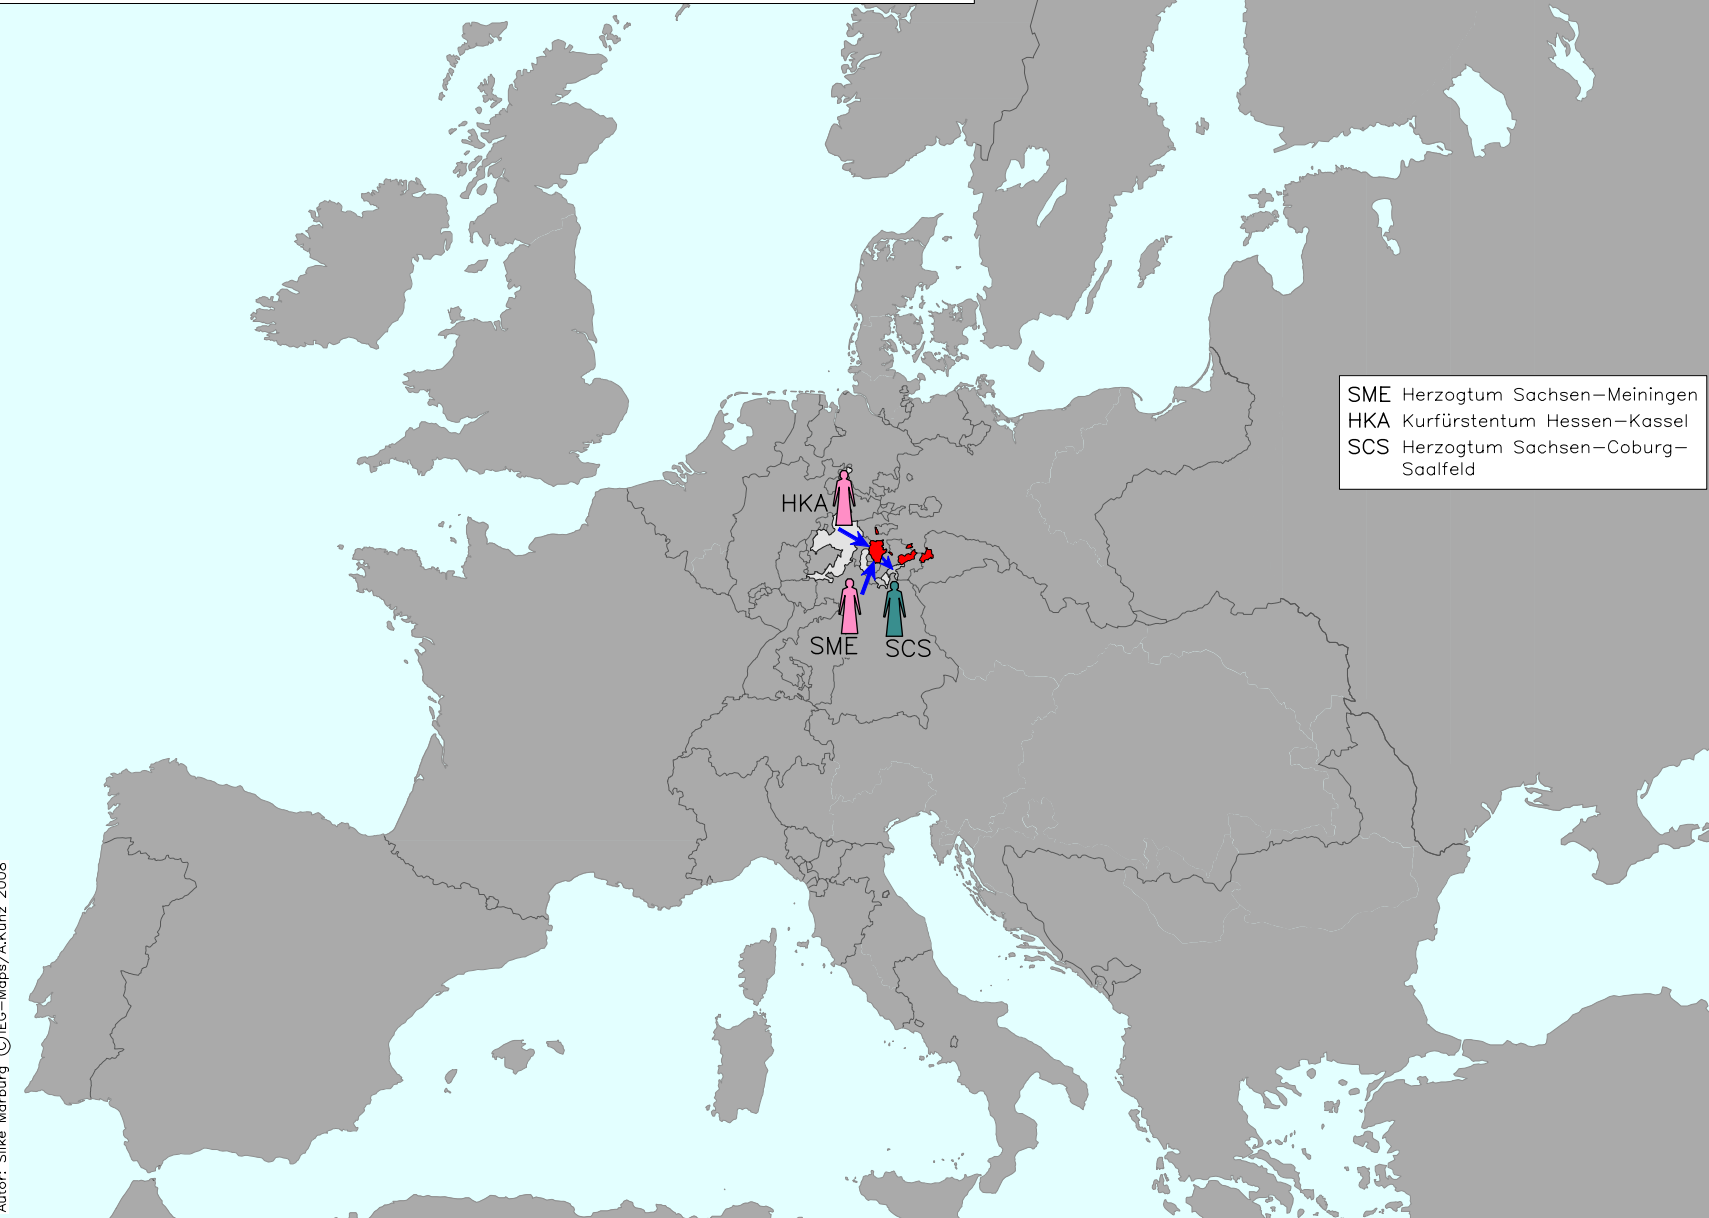 SME Herzogtum Sachsen-Meiningen
HKA Kurfürstentum Hessen-Kassel
SCS Herzogtum Sachsen-Coburg-
Saalfeld
HKA
SME
SCS
Autor: Silke Marburg ©IEG-Maps/A.Kunz 2008